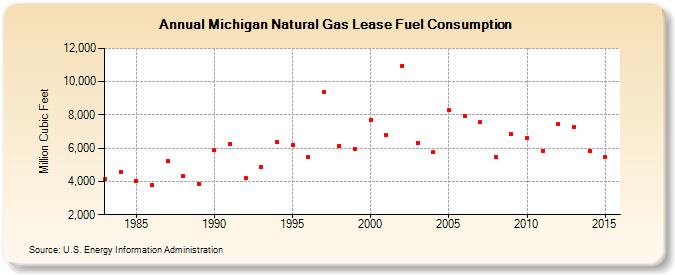 Annual Michigan Natural Gas Lease Fuel Consumption
Million Cubic Feet
12,000
10,000
8,000
6,000
4,000
2,000
1985 1990 1995 2000 2005 2010 2015
Source: U.S. Energy Information Administration